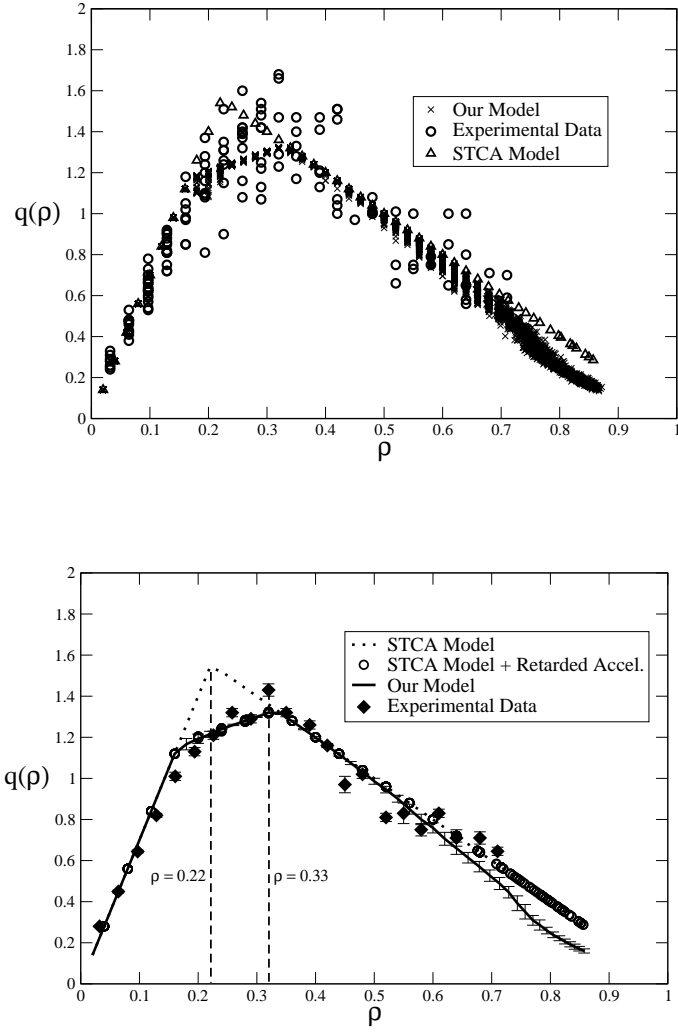 2
1.8
1.6
1.4
1.2
1
0.8
0.6
0.4
0.2
0
q(ρ)
× Our Model
Experimental Data
STCA Model
0 0.1 0.2 0.3 0.4 0.5 0.6 0.7 0.8 0.9 1
ρ
2
1.8
1.6
1.4
1.2
1
0.8
0.6
0.4
0.2
0
q(ρ)
STCA Model
STCA Model + Retarded Accel.
Our Model
Experimental Data
ρ = 0.22
ρ = 0.33
0 0.1 0.2 0.3 0.4 0.5 0.6 0.7 0.8 0.9 1
ρ